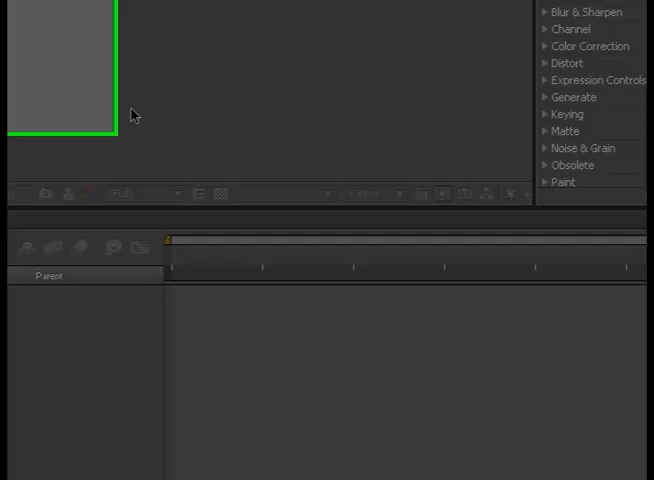 Blur & Sharpen
Channel
Color Correction
Distort
Expression Controls
Generate
Keying
Matte
Noise & Grain
Obsolete
Paint
(Full)
Parent